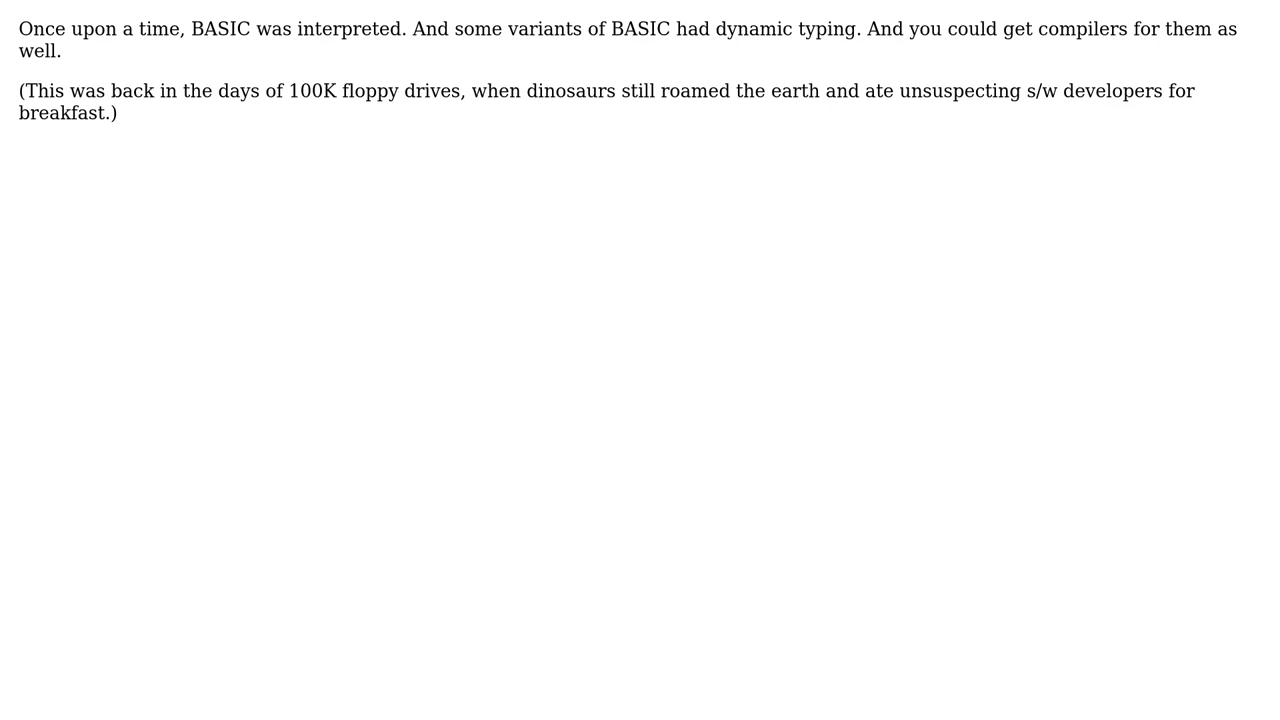 Once upon a time, BASIC was interpreted. And some variants of BASIC had dynamic typing. And you could get compilers for them as
well.
(This was back in the days of 100K floppy drives, when dinosaurs still roamed the earth and ate unsuspecting s/w developers for
breakfast.)